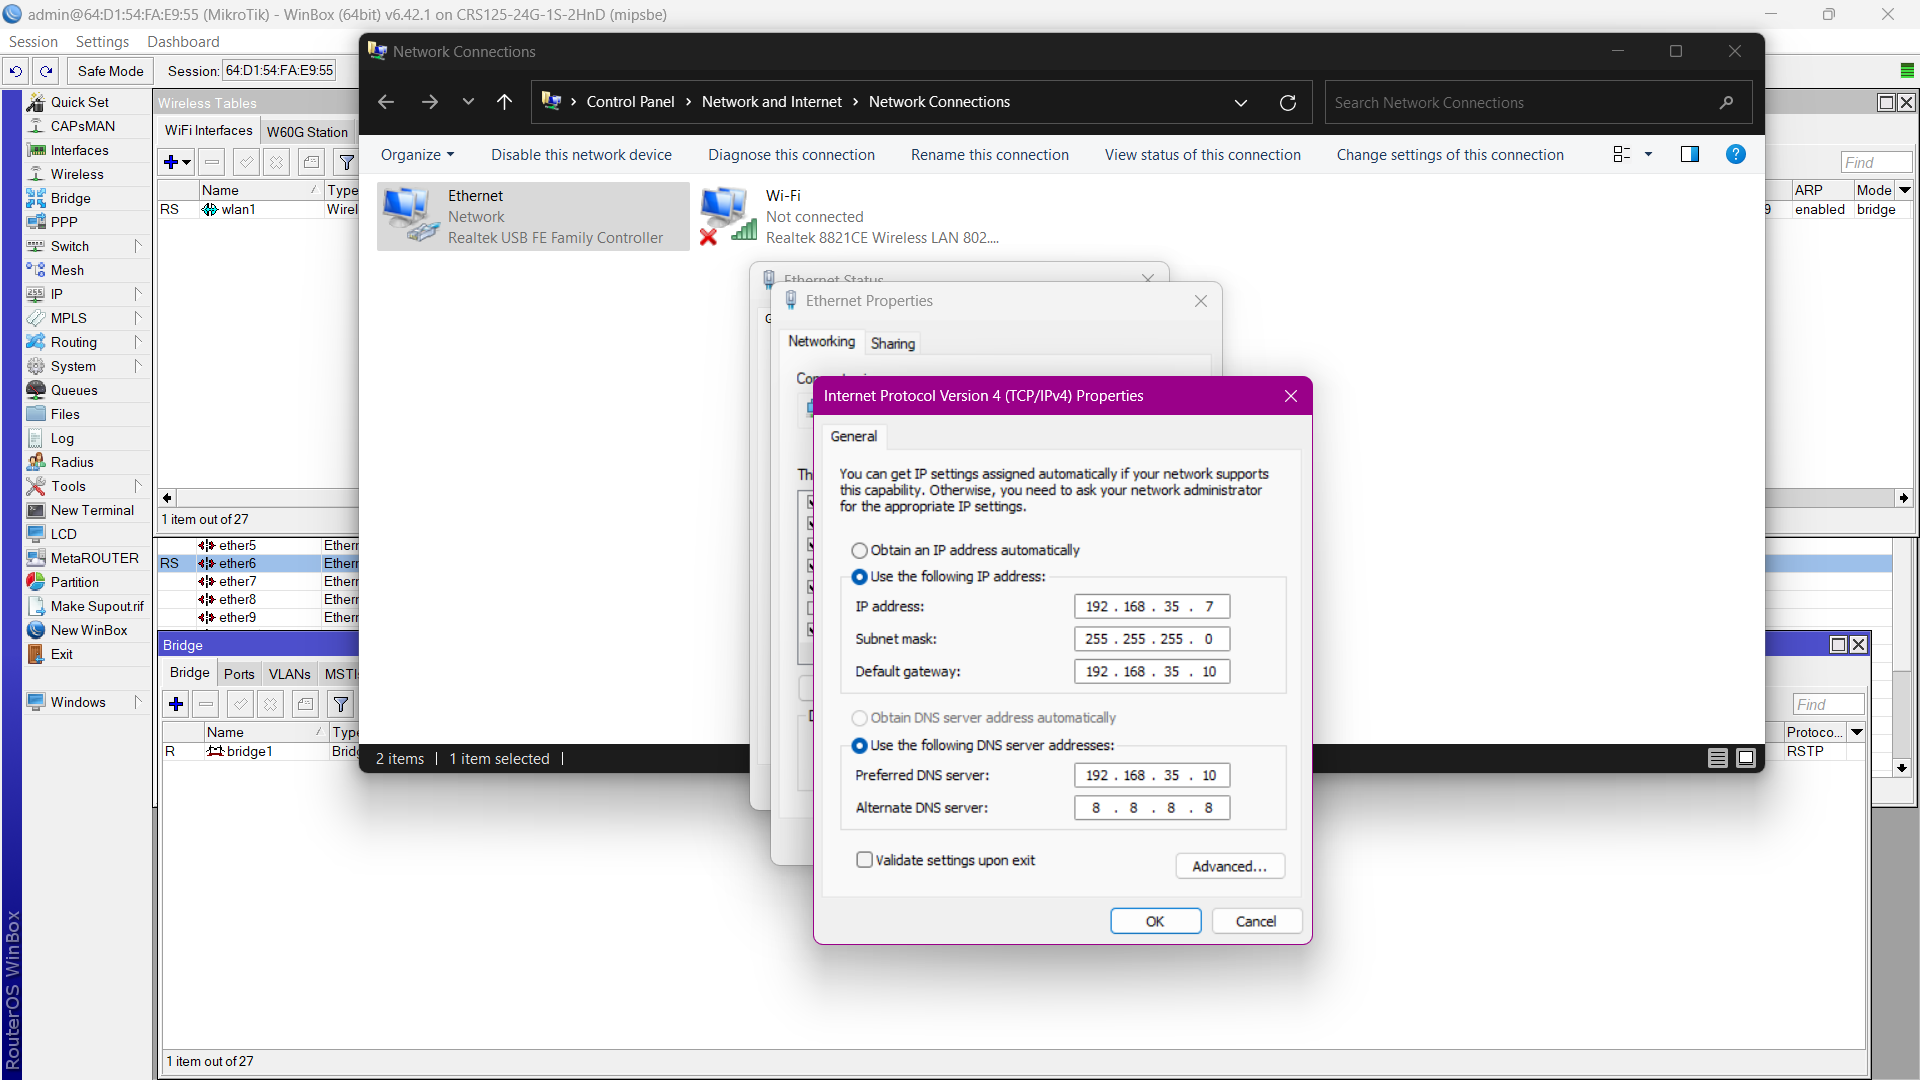 admin@64:D1:54:FA:E9:55 (MikroTik) - WinBox (64bit) v6.42.1 on CRS125-24G-1S-2HnD (mipsbe)
Session Settings Dashboard
Safe Mode Session: 64:D1:54:FA:E9:55
Quick Set
CAPsMAN
Interfaces
Wireless
Bridge
PPP
Switch
Mesh
IP
MPLS
Routing
System
Queues
Files
Log
Radius
Tools
New Terminal
LCD
MetaROUTER
Partition
Make Supout.rif
New WinBox
Exit
Windows
RouterOS WinBox
Wireless Tables
WiFi Interfaces W60G Station
Find
Name Type ARP Mode
RS wlan1 Wirel 9 enabled bridge
1 item out of 27
ether5 Ethern
RS ether6 Ethern
ether7 Ethern
ether8 Ethern
ether9 Ethern
Bridge
Bridge Ports VLANs MSTIs
Find
Name Type Protoco...
R bridge1 Bridg RSTP
1 item out of 27
Network Connections
Control Panel Network and Internet Network Connections
Search Network Connections
Organize Disable this network device Diagnose this connection Rename this connection View status of this connection Change settings of this connection
Ethernet
Network
Realtek USB FE Family Controller
Wi-Fi
Not connected
Realtek 8821CE Wireless LAN 802....
2 items 1 item selected
Ethernet Status
Ethernet Properties
Networking Sharing
Internet Protocol Version 4 (TCP/IPv4) Properties
General
You can get IP settings assigned automatically if your network supports
this capability. Otherwise, you need to ask your network administrator
for the appropriate IP settings.
Obtain an IP address automatically
Use the following IP address:
IP address: 192 . 168 . 35 . 7
Subnet mask: 255 . 255 . 255 . 0
Default gateway: 192 . 168 . 35 . 10
Obtain DNS server address automatically
Use the following DNS server addresses:
Preferred DNS server: 192 . 168 . 35 . 10
Alternate DNS server: 8 . 8 . 8 . 8
Validate settings upon exit
Advanced...
OK Cancel